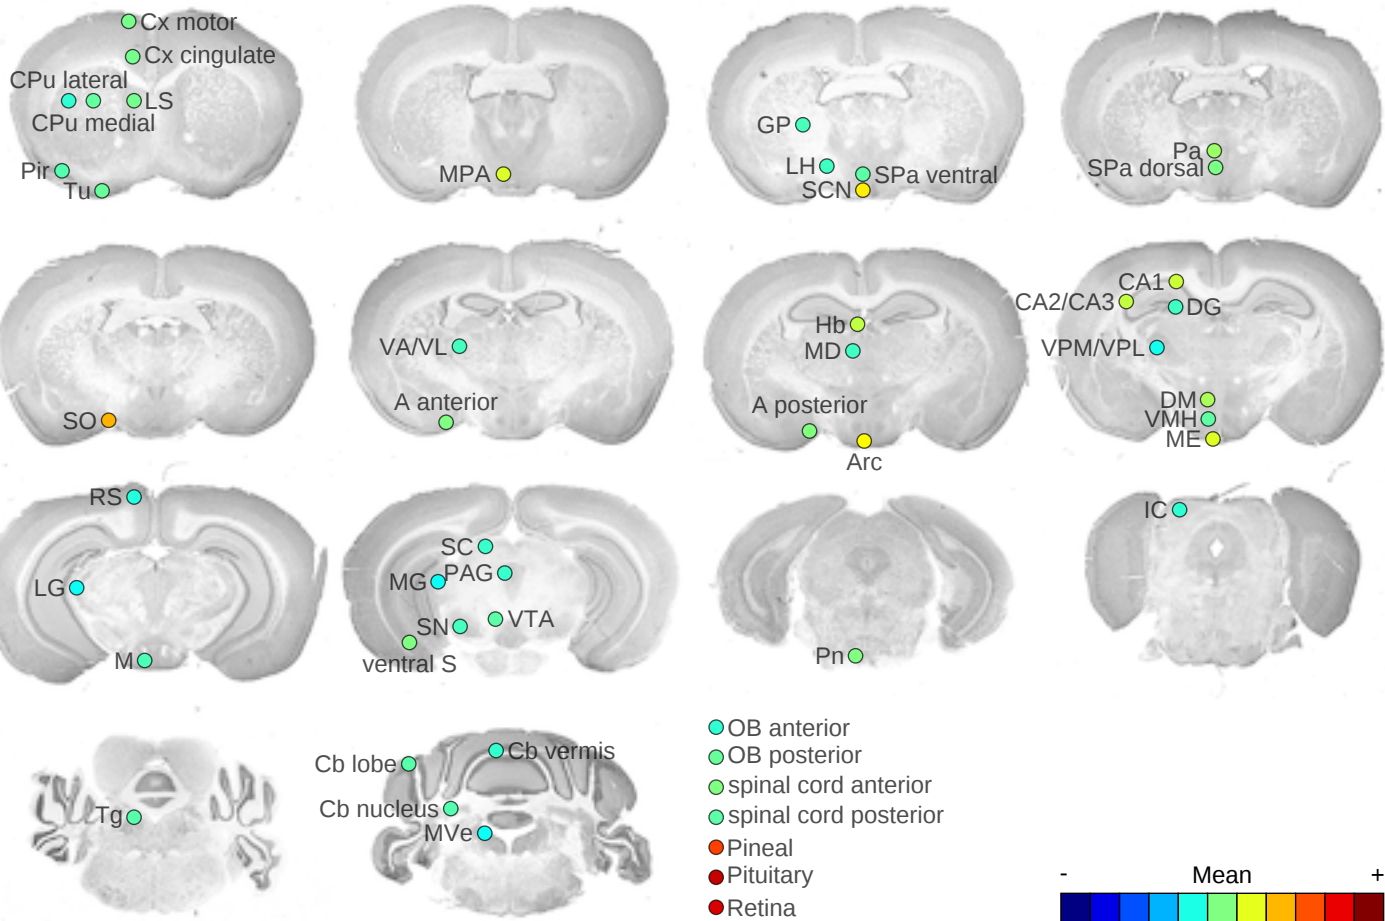 Cx motor
Cx cingulate
CPu lateral
LS
CPu medial
Pir
Tu
MPA
GP
LH
SPa ventral
SCN
Pa
SPa dorsal
SO
VA/VL
A anterior
Hb
MD
A posterior
Arc
CA1
CA2/CA3
DG
VPM/VPL
DM
VMH
ME
RS
LG
M
SC
MG
PAG
SN
VTA
ventral S
Pn
IC
Tg
Cb lobe
Cb vermis
Cb nucleus
MVe
OB anterior
OB posterior
spinal cord anterior
spinal cord posterior
Pineal
Pituitary
Retina
- Mean +